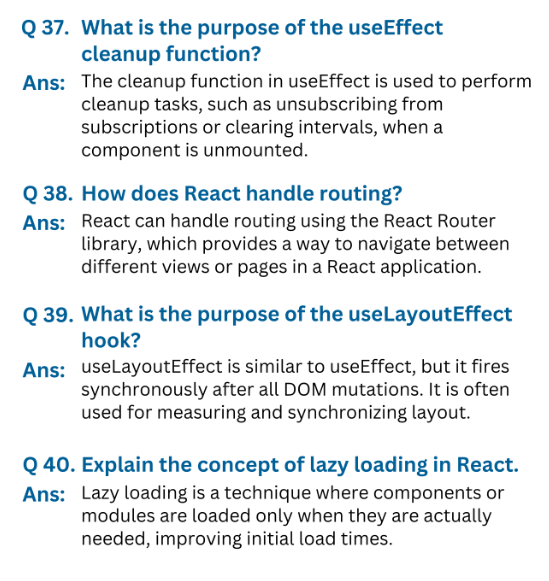 Q 37. What is the purpose of the useEffect
cleanup function?
Ans: The cleanup function in useEffect is used to perform
cleanup tasks, such as unsubscribing from
subscriptions or clearing intervals, when a
component is unmounted.
Q 38. How does React handle routing?
Ans: React can handle routing using the React Router
library, which provides a way to navigate between
different views or pages in a React application.
Q 39. What is the purpose of the useLayoutEffect
hook?
Ans: useLayoutEffect is similar to useEffect, but it fires
synchronously after all DOM mutations. It is often
used for measuring and synchronizing layout.
Q 40. Explain the concept of lazy loading in React.
Ans: Lazy loading is a technique where components or
modules are loaded only when they are actually
needed, improving initial load times.